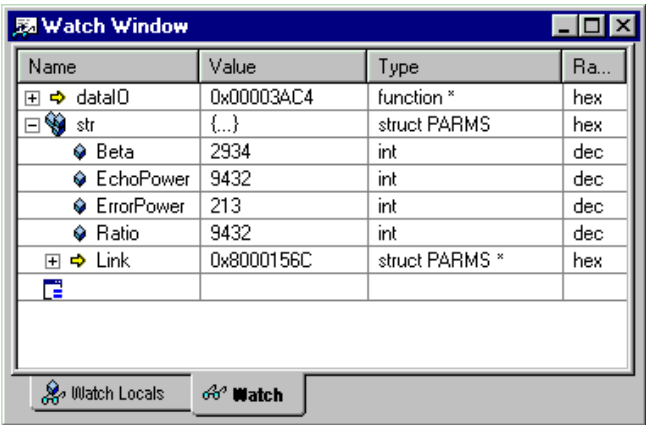 Watch Window
Name Value Type Ra...
dataIO 0x00003AC4 function * hex
str {...} struct PARMS hex
Beta 2934 int dec
EchoPower 9432 int dec
ErrorPower 213 int dec
Ratio 9432 int dec
Link 0x8000156C struct PARMS * hex
Watch Locals Watch